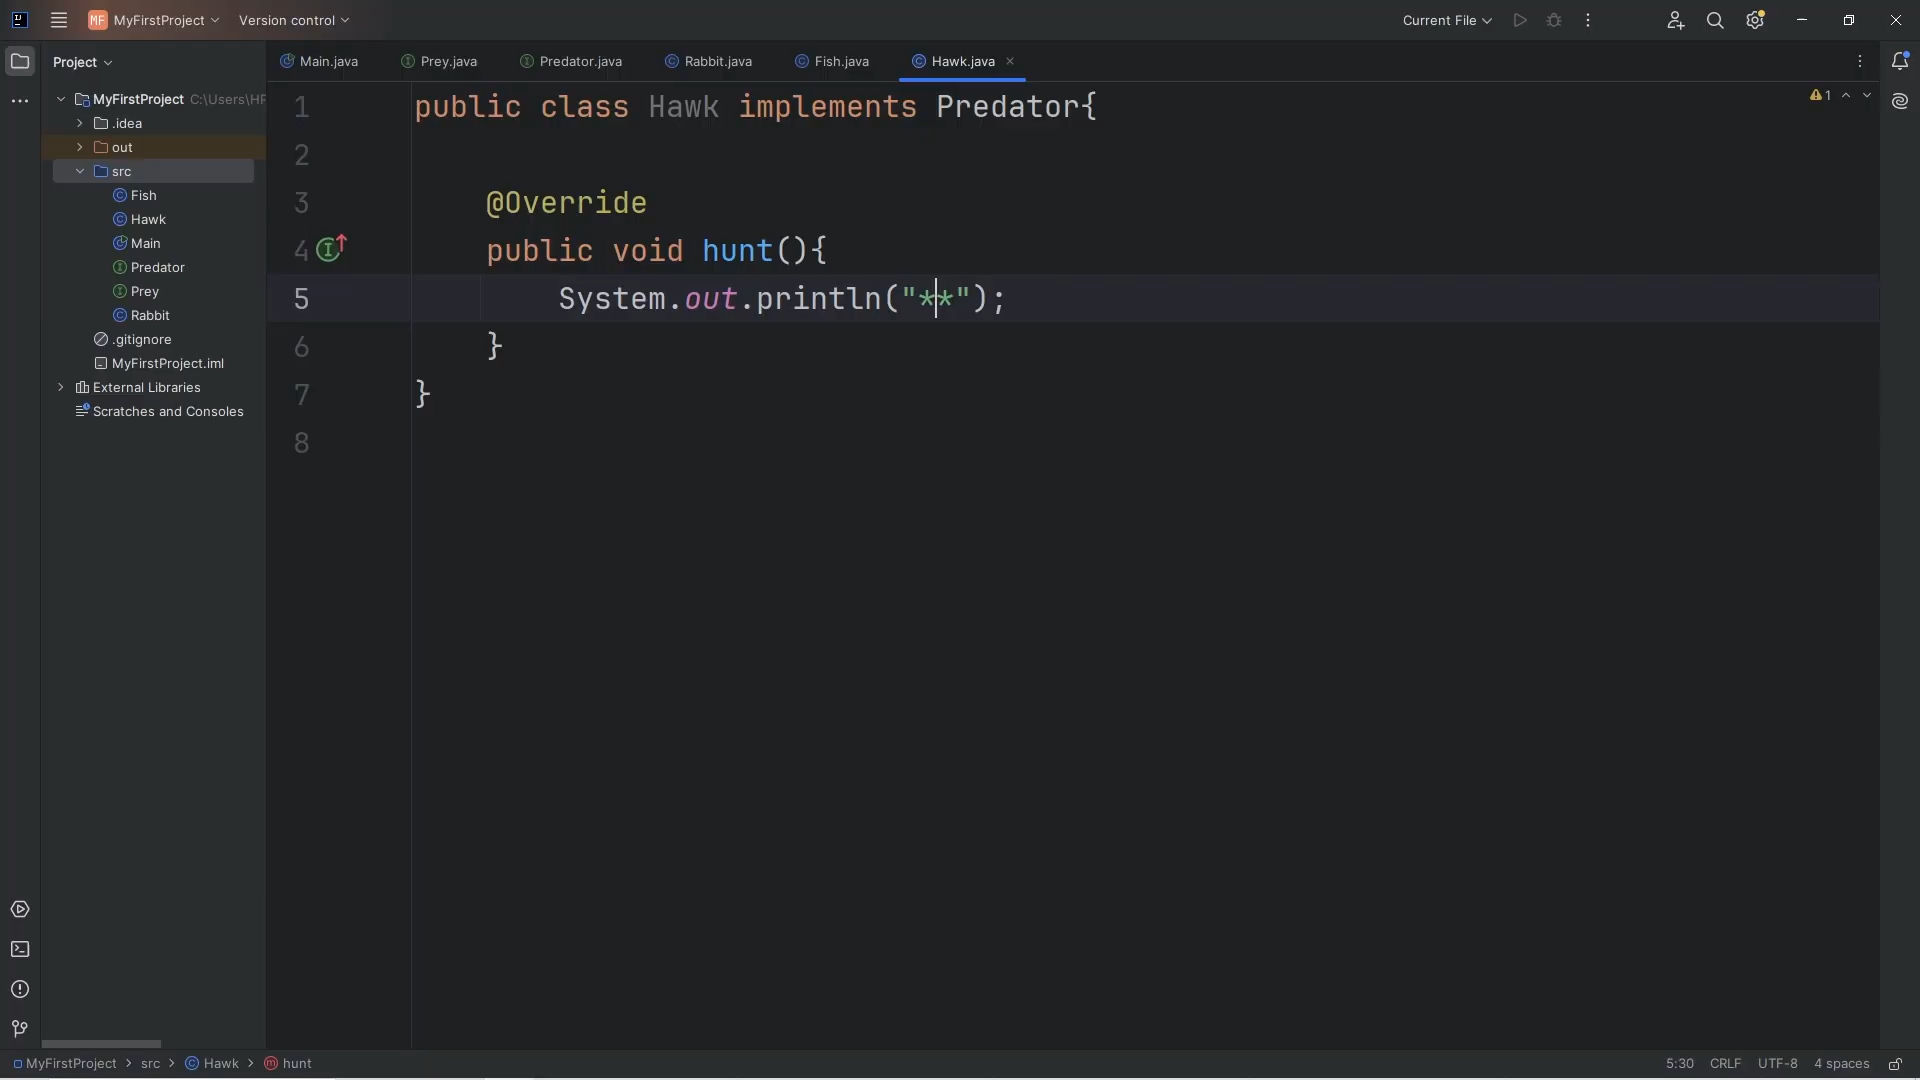 MF MyFirstProject Version control Current File
Project
Main.java Prey.java Predator.java Rabbit.java Fish.java Hawk.java
MyFirstProject C:\Users\HP
.idea
out
src
Fish
Hawk
Main
Predator
Prey
Rabbit
.gitignore
MyFirstProject.iml
External Libraries
Scratches and Consoles
1 public class Hawk implements Predator{
2
3 @Override
4 public void hunt(){
5 System.out.println("**");
6 }
7 }
8
1
MyFirstProject > src > Hawk > hunt 5:30 CRLF UTF-8 4 spaces